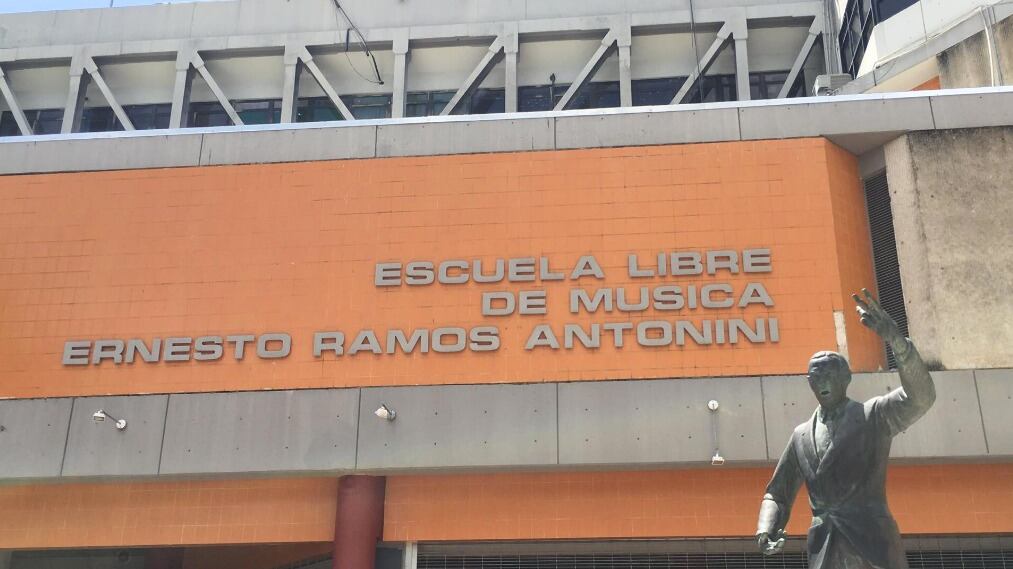 ESCUELA LIBRE
DE MUSICA
ERNESTO RAMOS ANTONINI